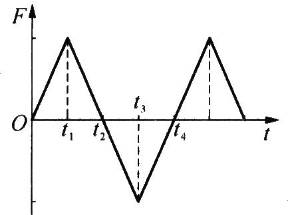 F
t₃
O
t₁ t₂ t₄ t